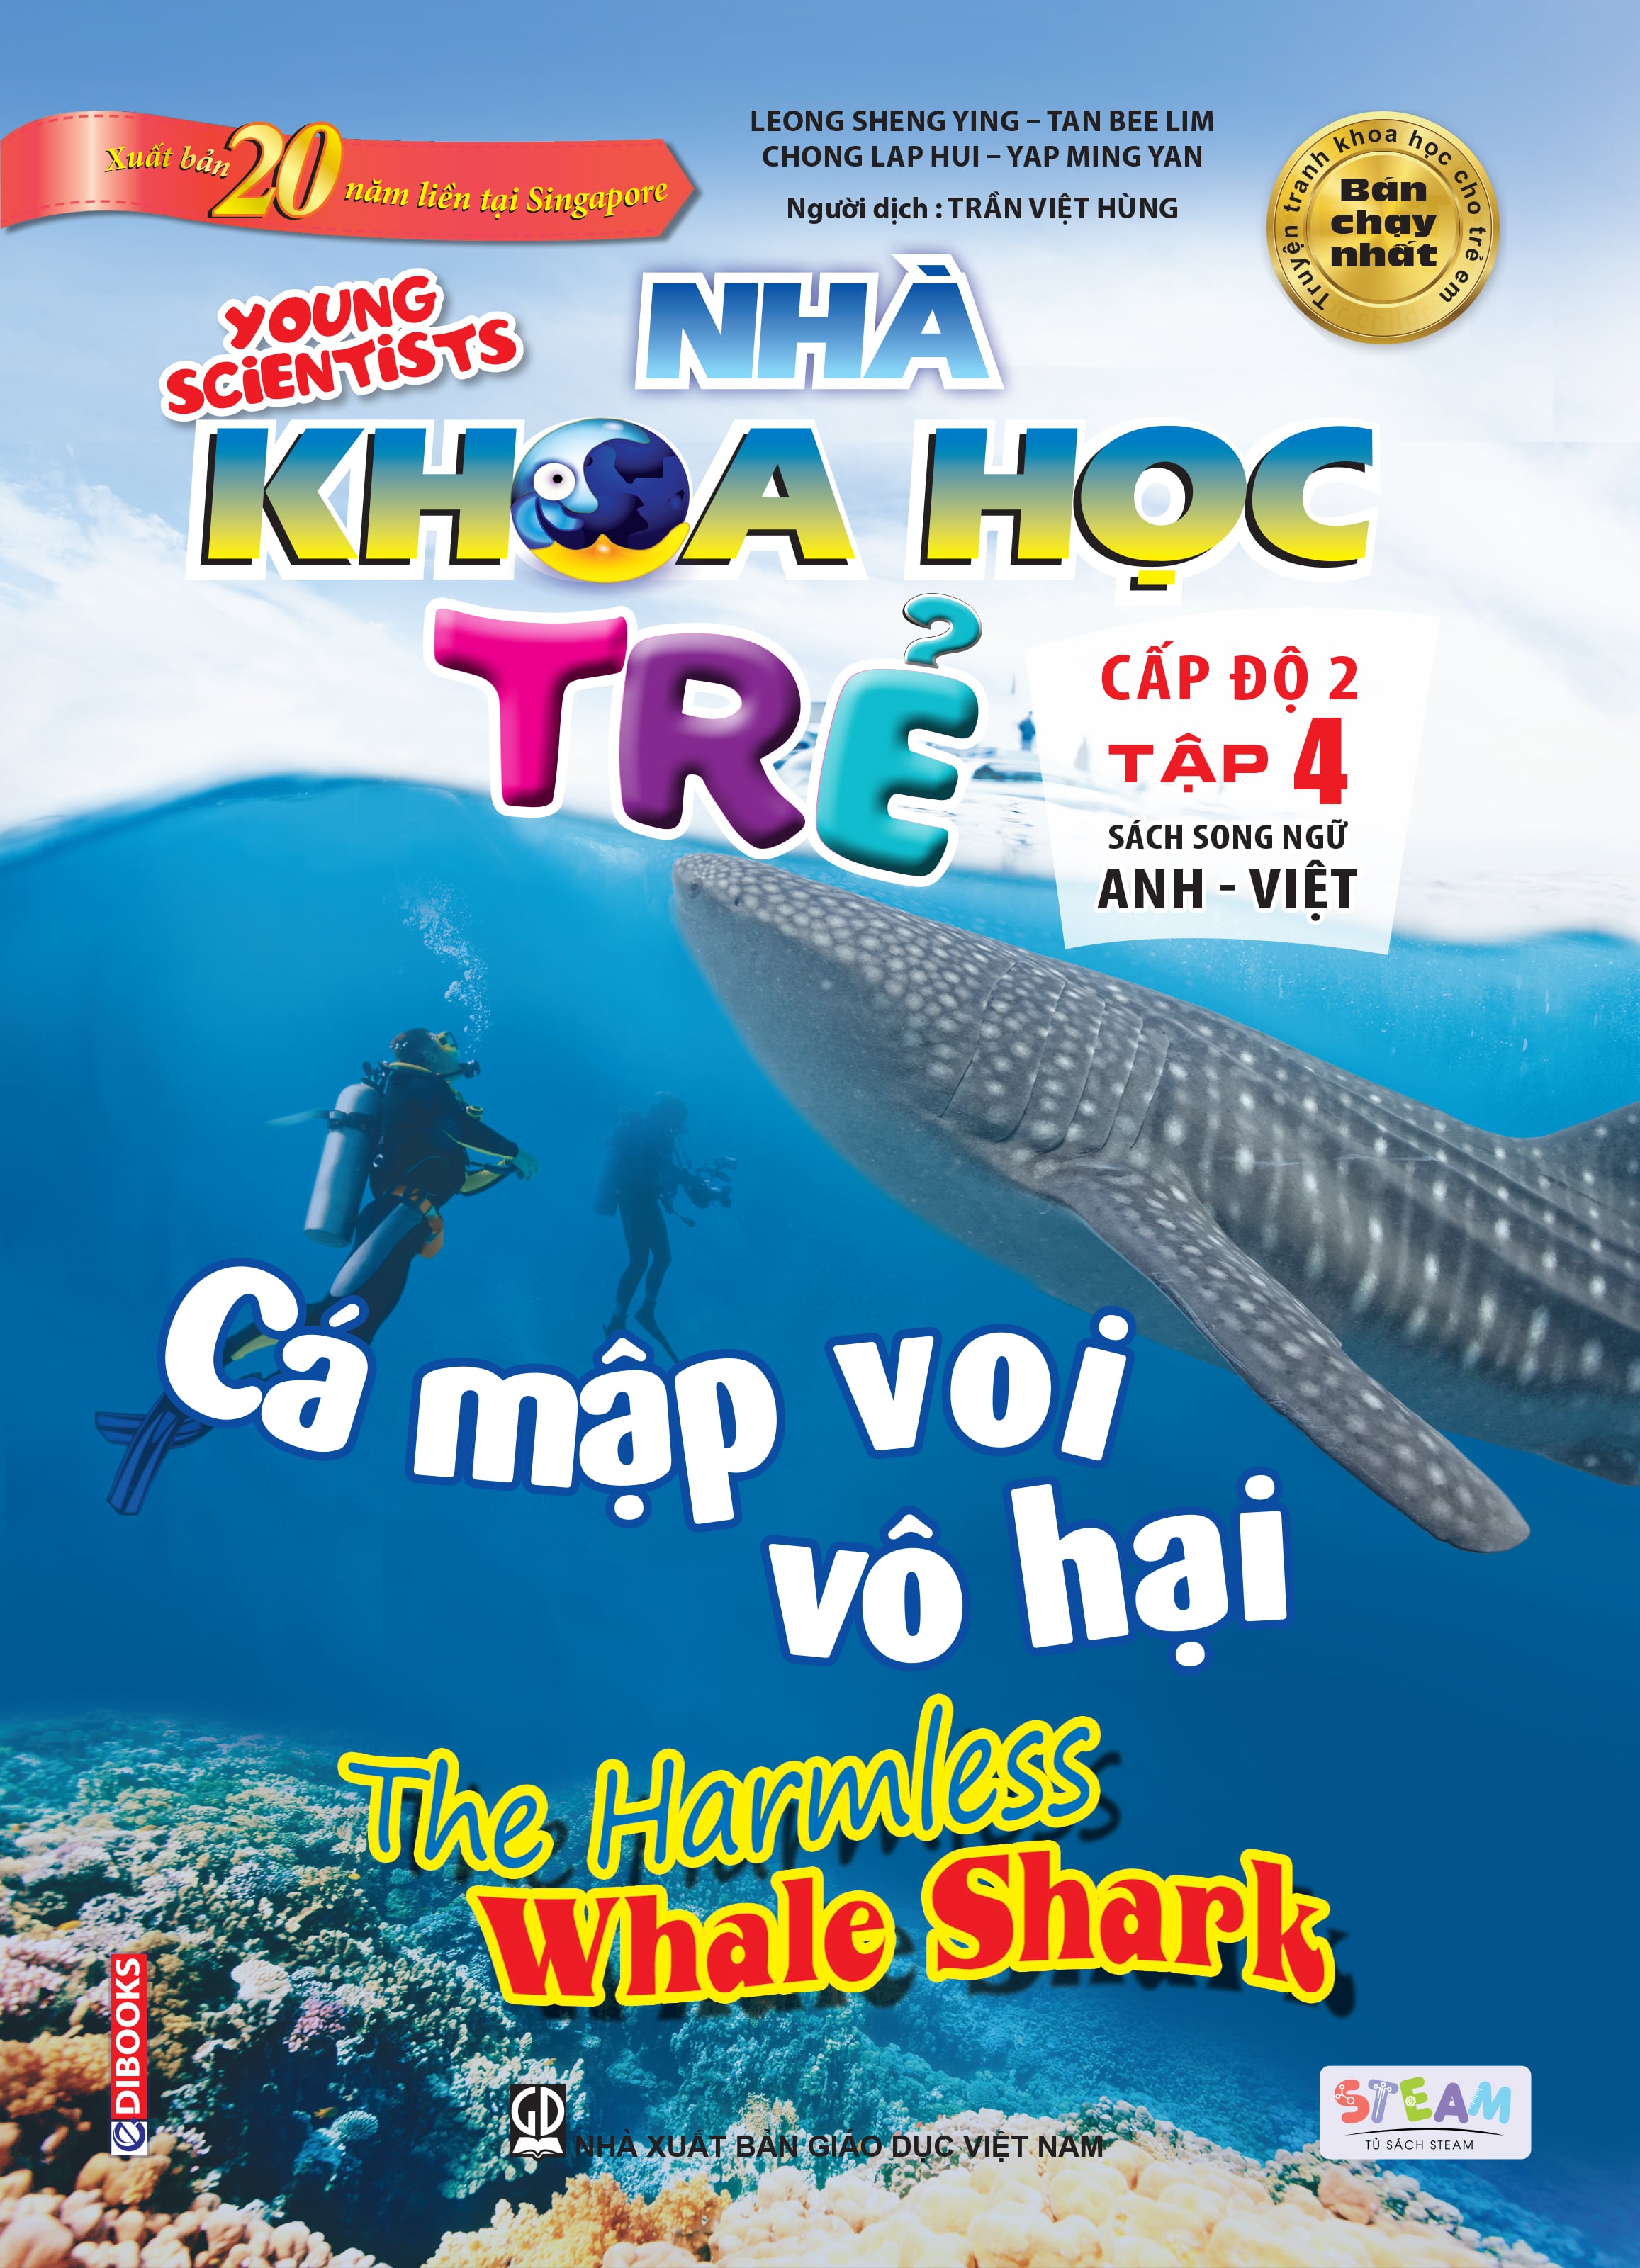 Xuất bản 20 năm liền tại Singapore
LEONG SHENG YING – TAN BEE LIM
CHONG LAP HUI – YAP MING YAN
Người dịch : TRẦN VIỆT HÙNG
Truyện tranh khoa học cho trẻ em
Bán
chạy
nhất
YOUNG
SCiENTiSTS
NHÀ
KHOA HỌC
TRẺ
CẤP ĐỘ 2
TẬP 4
SÁCH SONG NGỮ
ANH - VIỆT
Cá mập voi
vô hại
The Harmless
Whale Shark
DIBOOKS
GD
NHÀ XUẤT BẢN GIÁO DỤC VIỆT NAM
STEAM
TỦ SÁCH STEAM